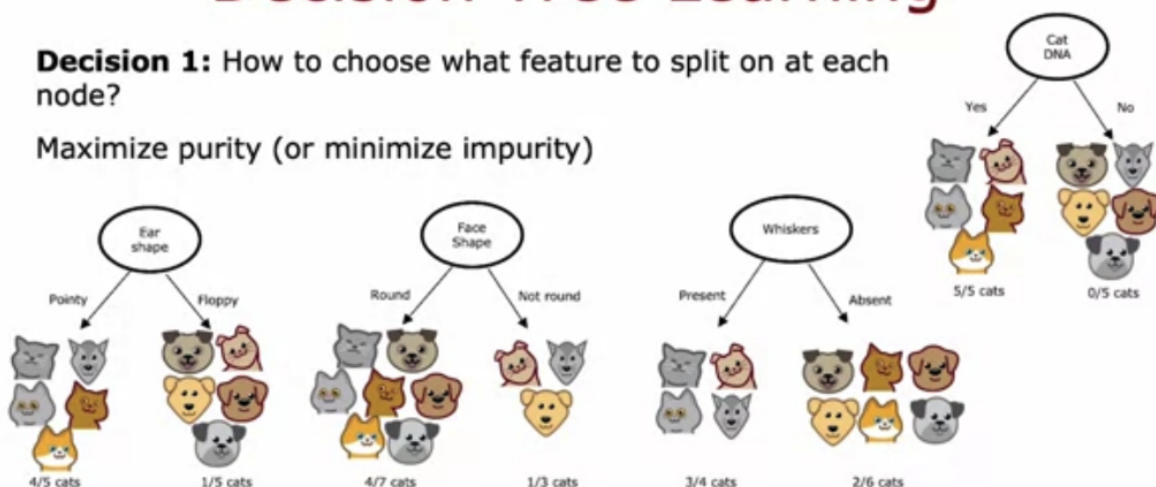 Decision Tree Learning
Decision 1: How to choose what feature to split on at each
node?
Maximize purity (or minimize impurity)
Cat
DNA
Yes
No
5/5 cats
0/5 cats
Ear
shape
Pointy
Floppy
4/5 cats
1/5 cats
Face
Shape
Round
Not round
4/7 cats
1/3 cats
Whiskers
Present
Absent
3/4 cats
2/6 cats